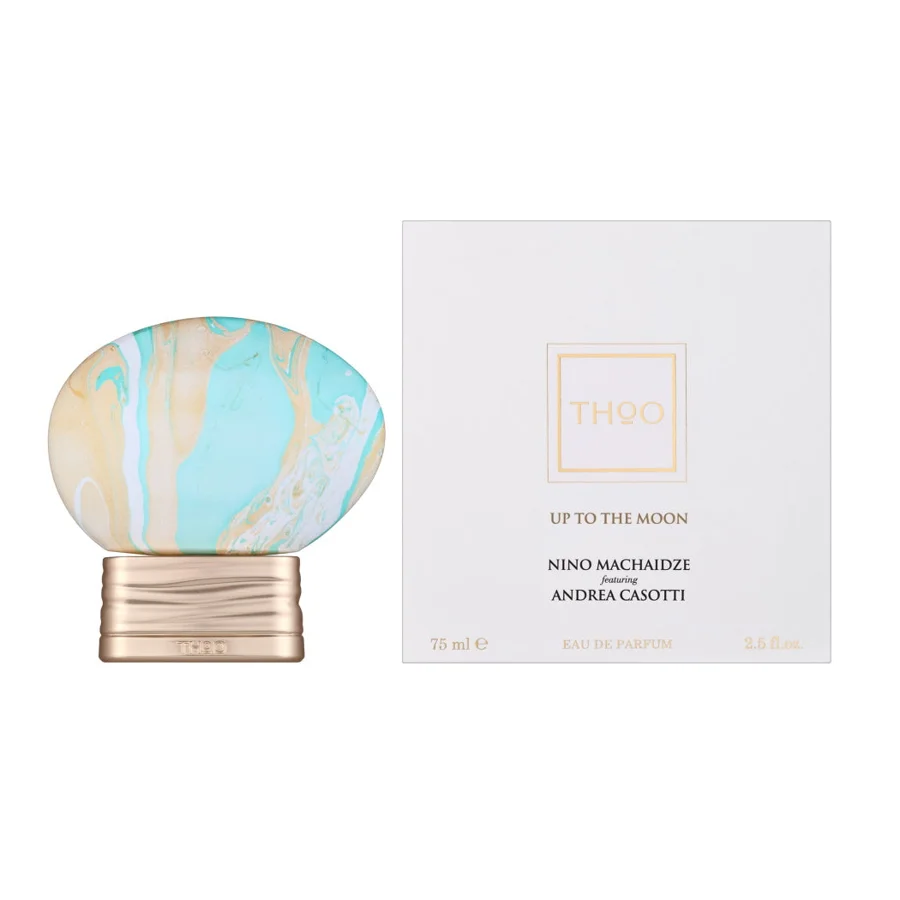 THOO
UP TO THE MOON
NINO MACHAIDZE
featuring
ANDREA CASOTTI
75 ml ℮
EAU DE PARFUM
2.5 fl.oz.
THOO